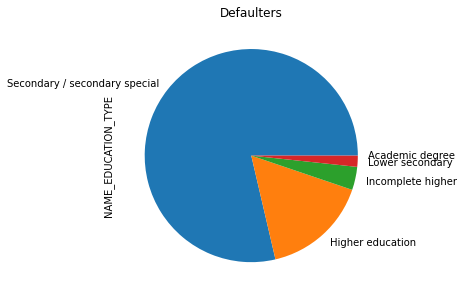 Defaulters
Secondary / secondary special
NAME_EDUCATION_TYPE
Academic degree
Lower secondary
Incomplete higher
Higher education